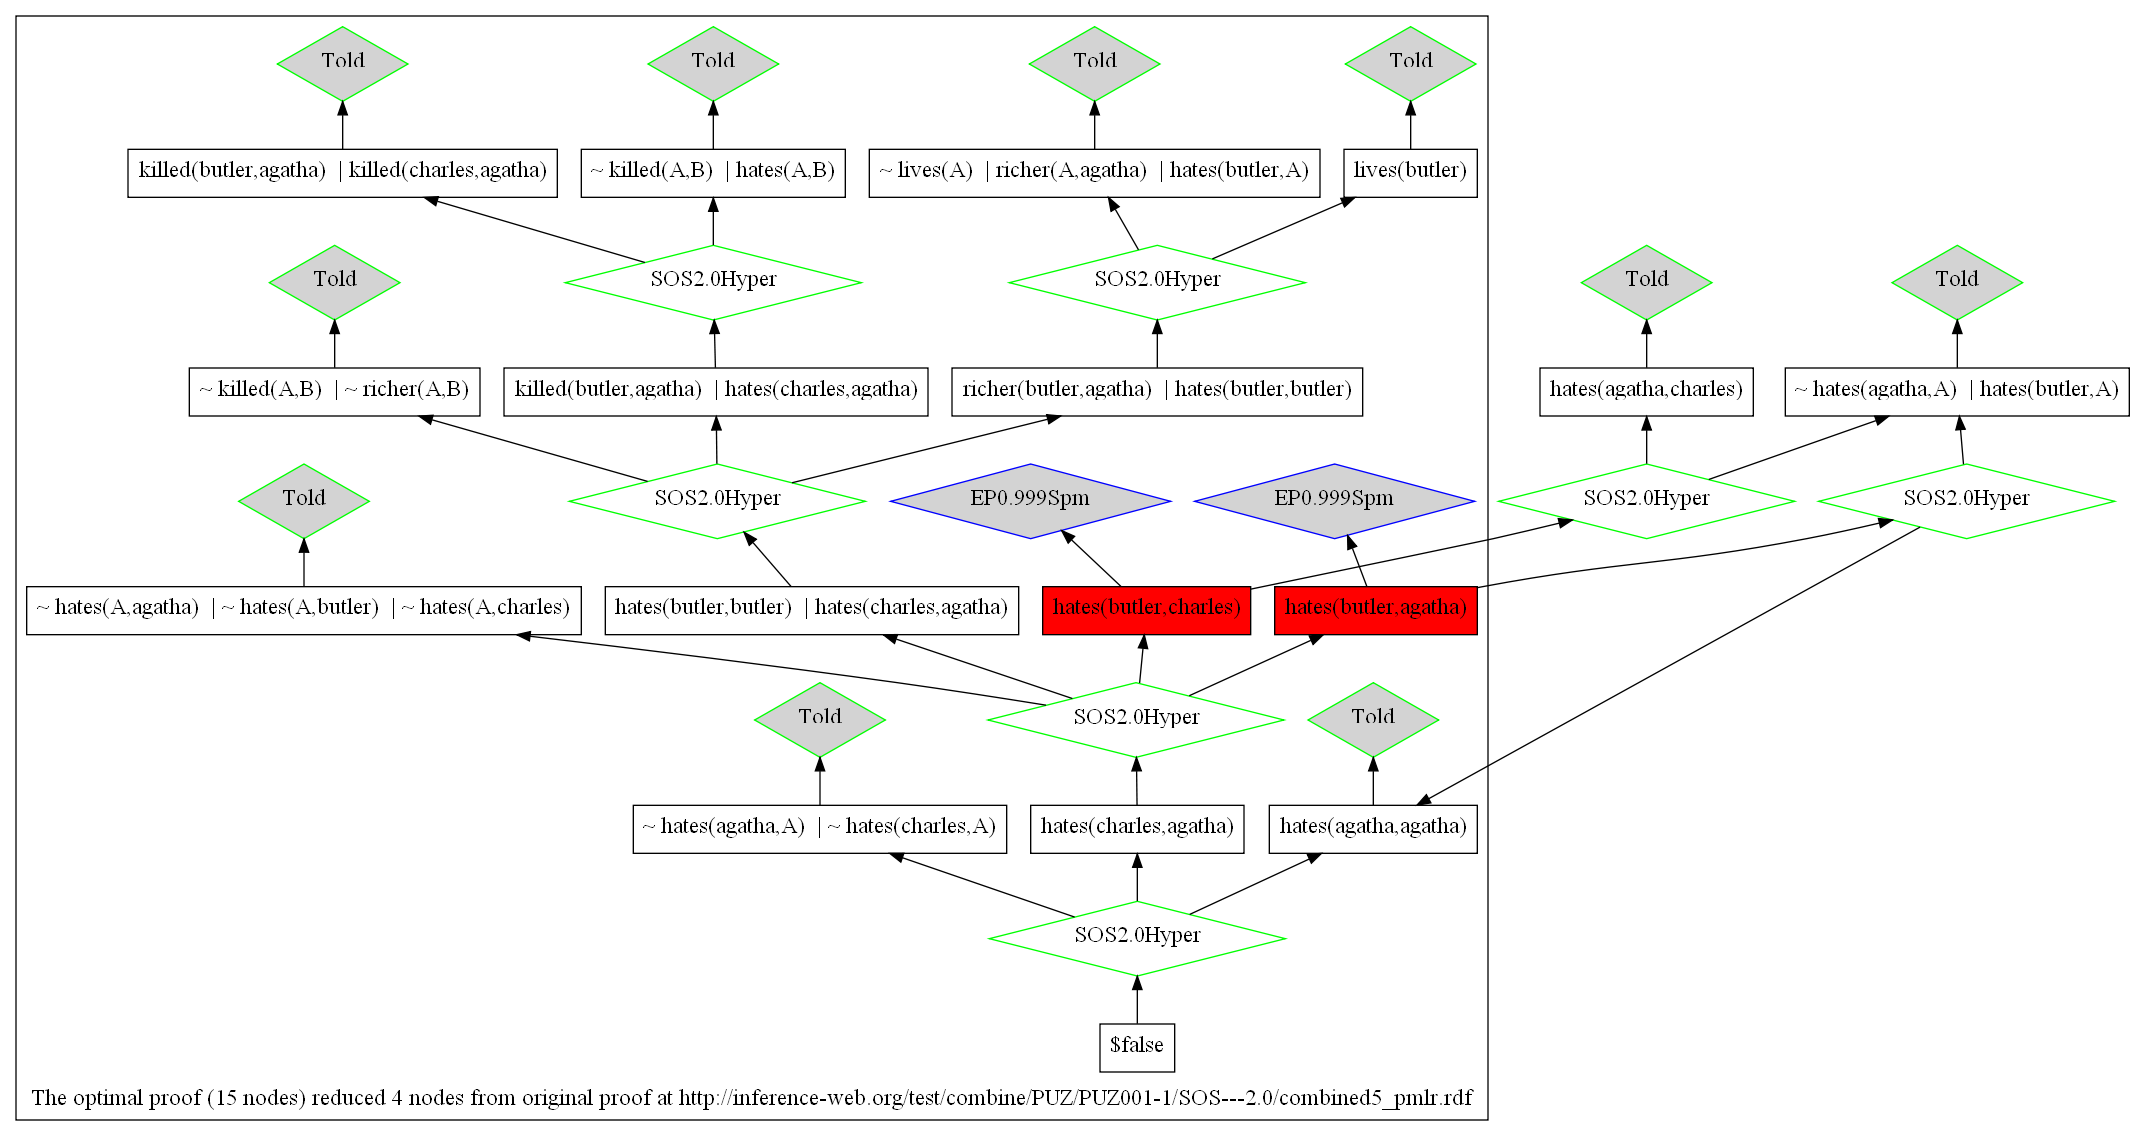 Told
Told
Told
Told
killed(butler,agatha) | killed(charles,agatha)
~ killed(A,B) | hates(A,B)
~ lives(A) | richer(A,agatha) | hates(butler,A)
lives(butler)
Told
SOS2.0Hyper
SOS2.0Hyper
Told
Told
~ killed(A,B) | ~ richer(A,B)
killed(butler,agatha) | hates(charles,agatha)
richer(butler,agatha) | hates(butler,butler)
hates(agatha,charles)
~ hates(agatha,A) | hates(butler,A)
Told
SOS2.0Hyper
EP0.999Spm
EP0.999Spm
SOS2.0Hyper
SOS2.0Hyper
~ hates(A,agatha) | ~ hates(A,butler) | ~ hates(A,charles)
hates(butler,butler) | hates(charles,agatha)
hates(butler,charles)
hates(butler,agatha)
Told
SOS2.0Hyper
Told
~ hates(agatha,A) | ~ hates(charles,A)
hates(charles,agatha)
hates(agatha,agatha)
SOS2.0Hyper
$false
The optimal proof (15 nodes) reduced 4 nodes from original proof at http://inference-web.org/test/combine/PUZ/PUZ001-1/SOS---2.0/combined5_pmlr.rdf